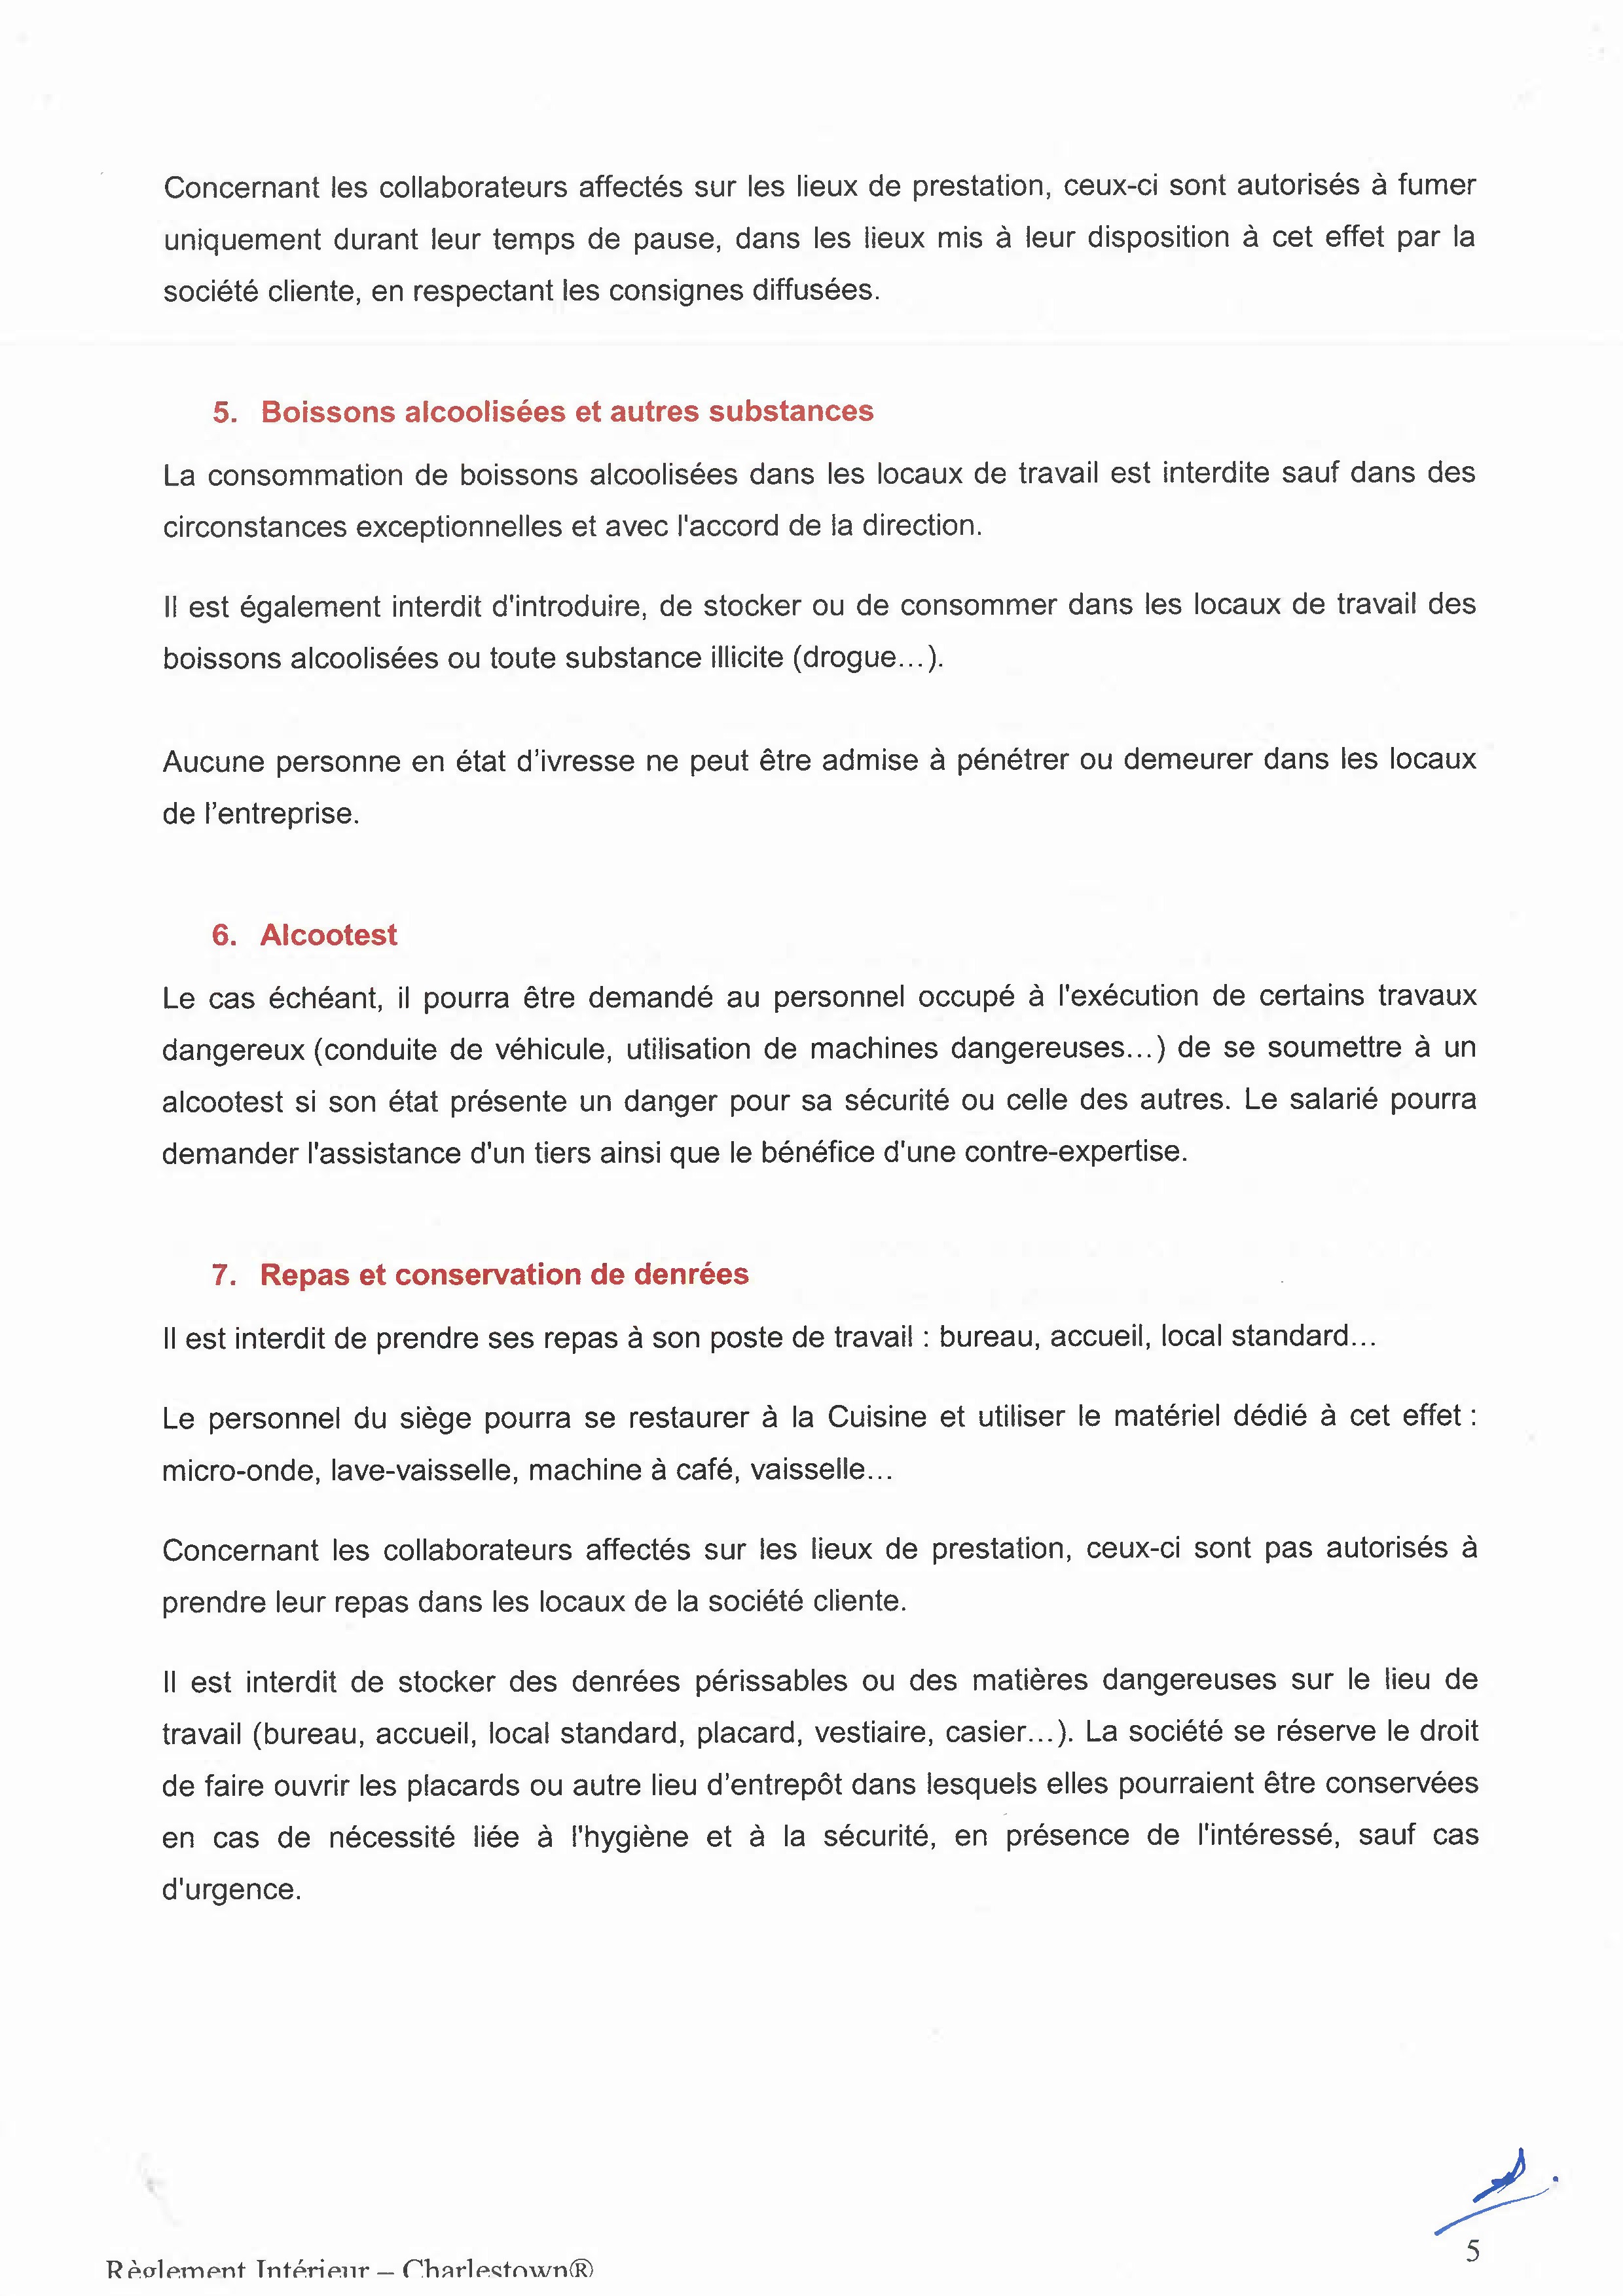 Concernant les collaborateurs affectés sur les lieux de prestation, ceux-ci sont autorisés à fumer
uniquement durant leur temps de pause, dans les lieux mis à leur disposition à cet effet par la
société cliente, en respectant les consignes diffusées.
5. Boissons alcoolisées et autres substances
La consommation de boissons alcoolisées dans les locaux de travail est interdite sauf dans des
circonstances exceptionnelles et avec l'accord de la direction.
Il est également interdit d'introduire, de stocker ou de consommer dans les locaux de travail des
boissons alcoolisées ou toute substance illicite (drogue...).
Aucune personne en état d’ivresse ne peut être admise à pénétrer ou demeurer dans les locaux
de l’entreprise.
6. Alcootest
Le cas échéant, il pourra être demandé au personnel occupé à l'exécution de certains travaux
dangereux (conduite de véhicule, utilisation de machines dangereuses...) de se soumettre à un
alcootest si son état présente un danger pour sa sécurité ou celle des autres. Le salarié pourra
demander l'assistance d'un tiers ainsi que le bénéfice d'une contre-expertise.
7. Repas et conservation de denrées
Il est interdit de prendre ses repas à son poste de travail : bureau, accueil, local standard...
Le personnel du siège pourra se restaurer à la Cuisine et utiliser le matériel dédié à cet effet :
micro-onde, lave-vaisselle, machine à café, vaisselle...
Concernant les collaborateurs affectés sur les lieux de prestation, ceux-ci sont pas autorisés à
prendre leur repas dans les locaux de la société cliente.
Il est interdit de stocker des denrées périssables ou des matières dangereuses sur le lieu de
travail (bureau, accueil, local standard, placard, vestiaire, casier...). La société se réserve le droit
de faire ouvrir les placards ou autre lieu d’entrepôt dans lesquels elles pourraient être conservées
en cas de nécessité liée à l'hygiène et à la sécurité, en présence de l'intéressé, sauf cas
d'urgence.
5
Règlement Intérieur – Charlestown®